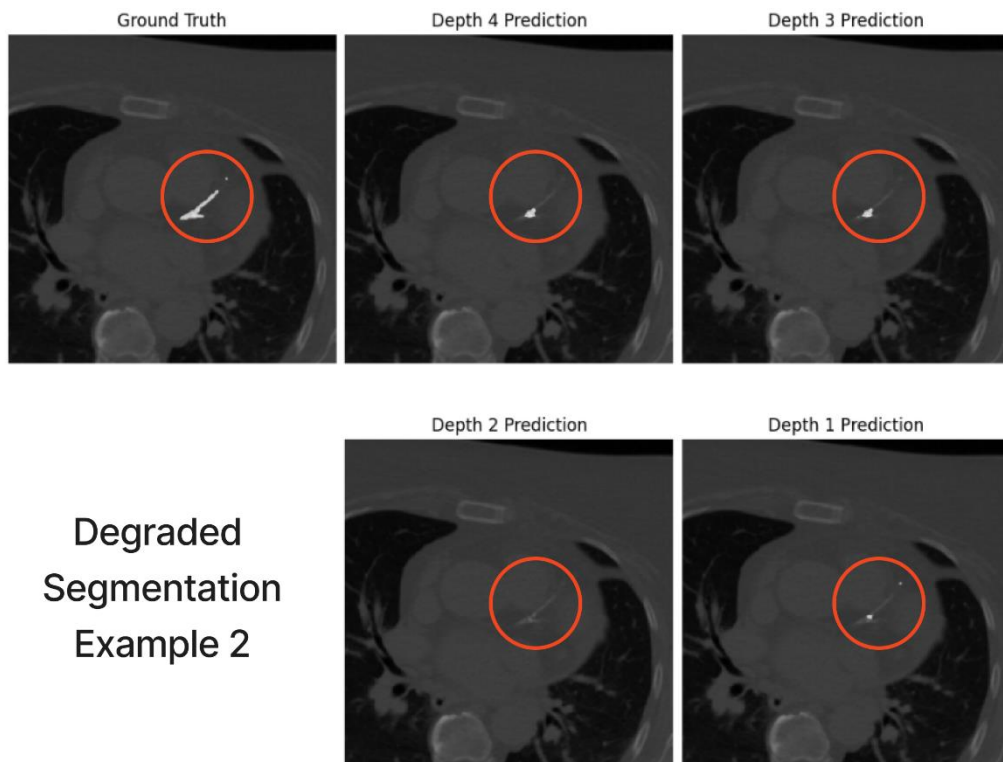 Ground Truth
Depth 4 Prediction
Depth 3 Prediction
Depth 2 Prediction
Depth 1 Prediction
Degraded
Segmentation
Example 2